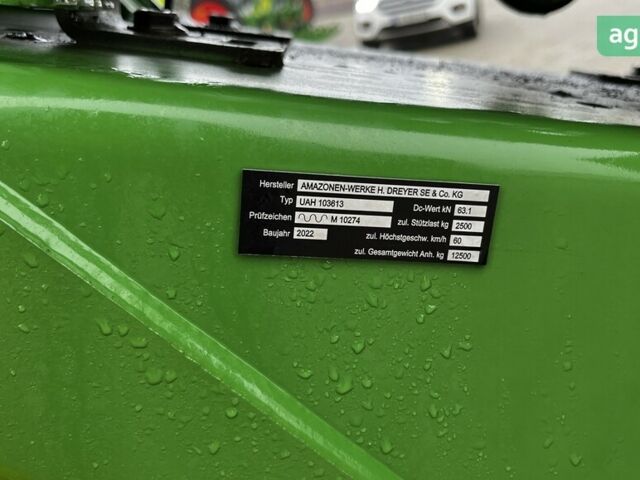 ag
Hersteller AMAZONEN-WERKE H. DREYER SE & Co. KG
Typ UAH 103613 Dc-Wert kN 63.1
Prüfzeichen M 10274 zul. Stützlast kg 2500
Baujahr 2022 zul. Höchstgeschw. km/h 60
zul. Gesamtgewicht Anh. kg 12500